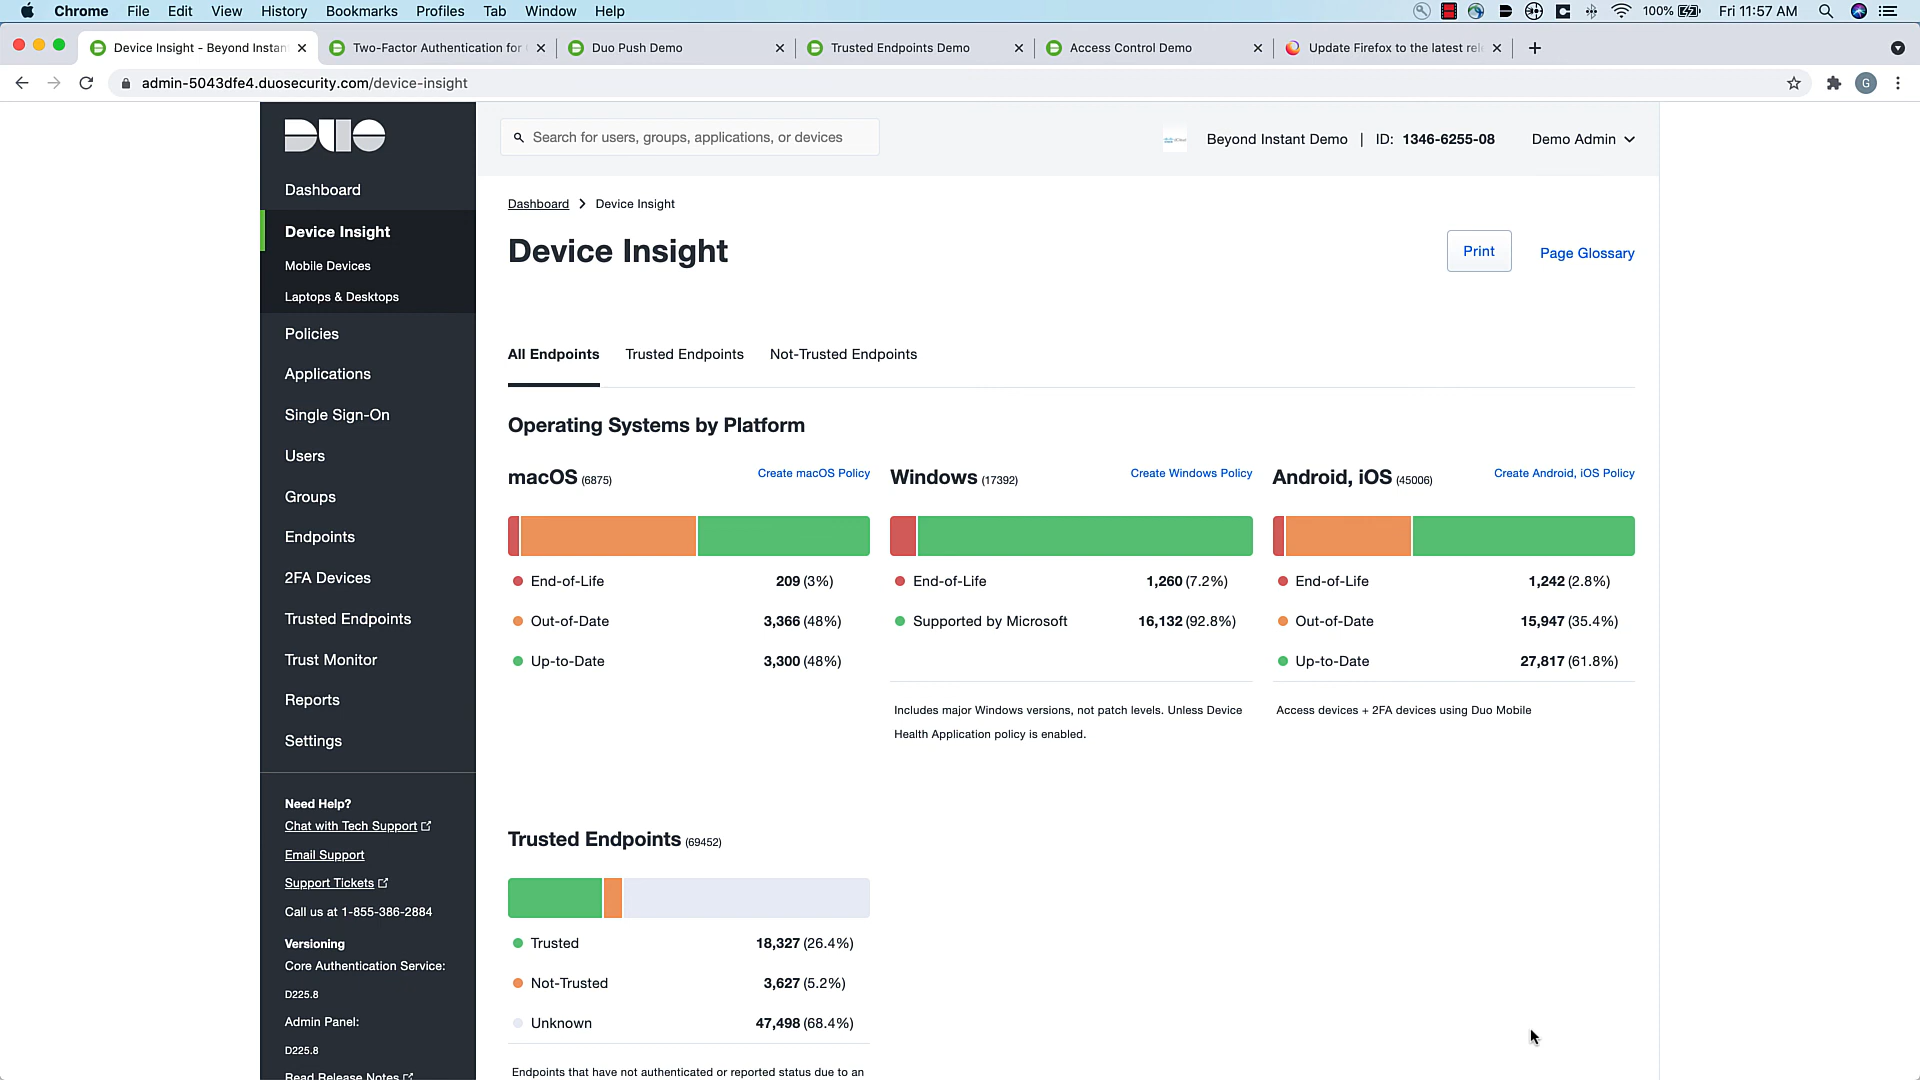 Chrome File Edit View History Bookmarks Profiles Tab Window Help 100% Fri 11:57 AM
Device Insight - Beyond Instan Two-Factor Authentication for Duo Push Demo Trusted Endpoints Demo Access Control Demo Update Firefox to the latest rel
admin-5043dfe4.duosecurity.com/device-insight G
DUO
Search for users, groups, applications, or devices
Beyond Instant Demo | ID: 1346-6255-08 Demo Admin
Dashboard
Device Insight
Mobile Devices
Laptops & Desktops
Policies
Applications
Single Sign-On
Users
Groups
Endpoints
2FA Devices
Trusted Endpoints
Trust Monitor
Reports
Settings
Need Help?
Chat with Tech Support
Email Support
Support Tickets
Call us at 1-855-386-2884
Versioning
Core Authentication Service:
D225.8
Admin Panel:
D225.8
Read Release Notes
Dashboard > Device Insight
Device Insight
Print Page Glossary
All Endpoints Trusted Endpoints Not-Trusted Endpoints
Operating Systems by Platform
macOS (6875) Create macOS Policy
End-of-Life 209 (3%)
Out-of-Date 3,366 (48%)
Up-to-Date 3,300 (48%)
Windows (17392) Create Windows Policy
End-of-Life 1,260 (7.2%)
Supported by Microsoft 16,132 (92.8%)
Includes major Windows versions, not patch levels. Unless Device
Health Application policy is enabled.
Android, iOS (45006) Create Android, iOS Policy
End-of-Life 1,242 (2.8%)
Out-of-Date 15,947 (35.4%)
Up-to-Date 27,817 (61.8%)
Access devices + 2FA devices using Duo Mobile
Trusted Endpoints (69452)
Trusted 18,327 (26.4%)
Not-Trusted 3,627 (5.2%)
Unknown 47,498 (68.4%)
Endpoints that have not authenticated or reported status due to an